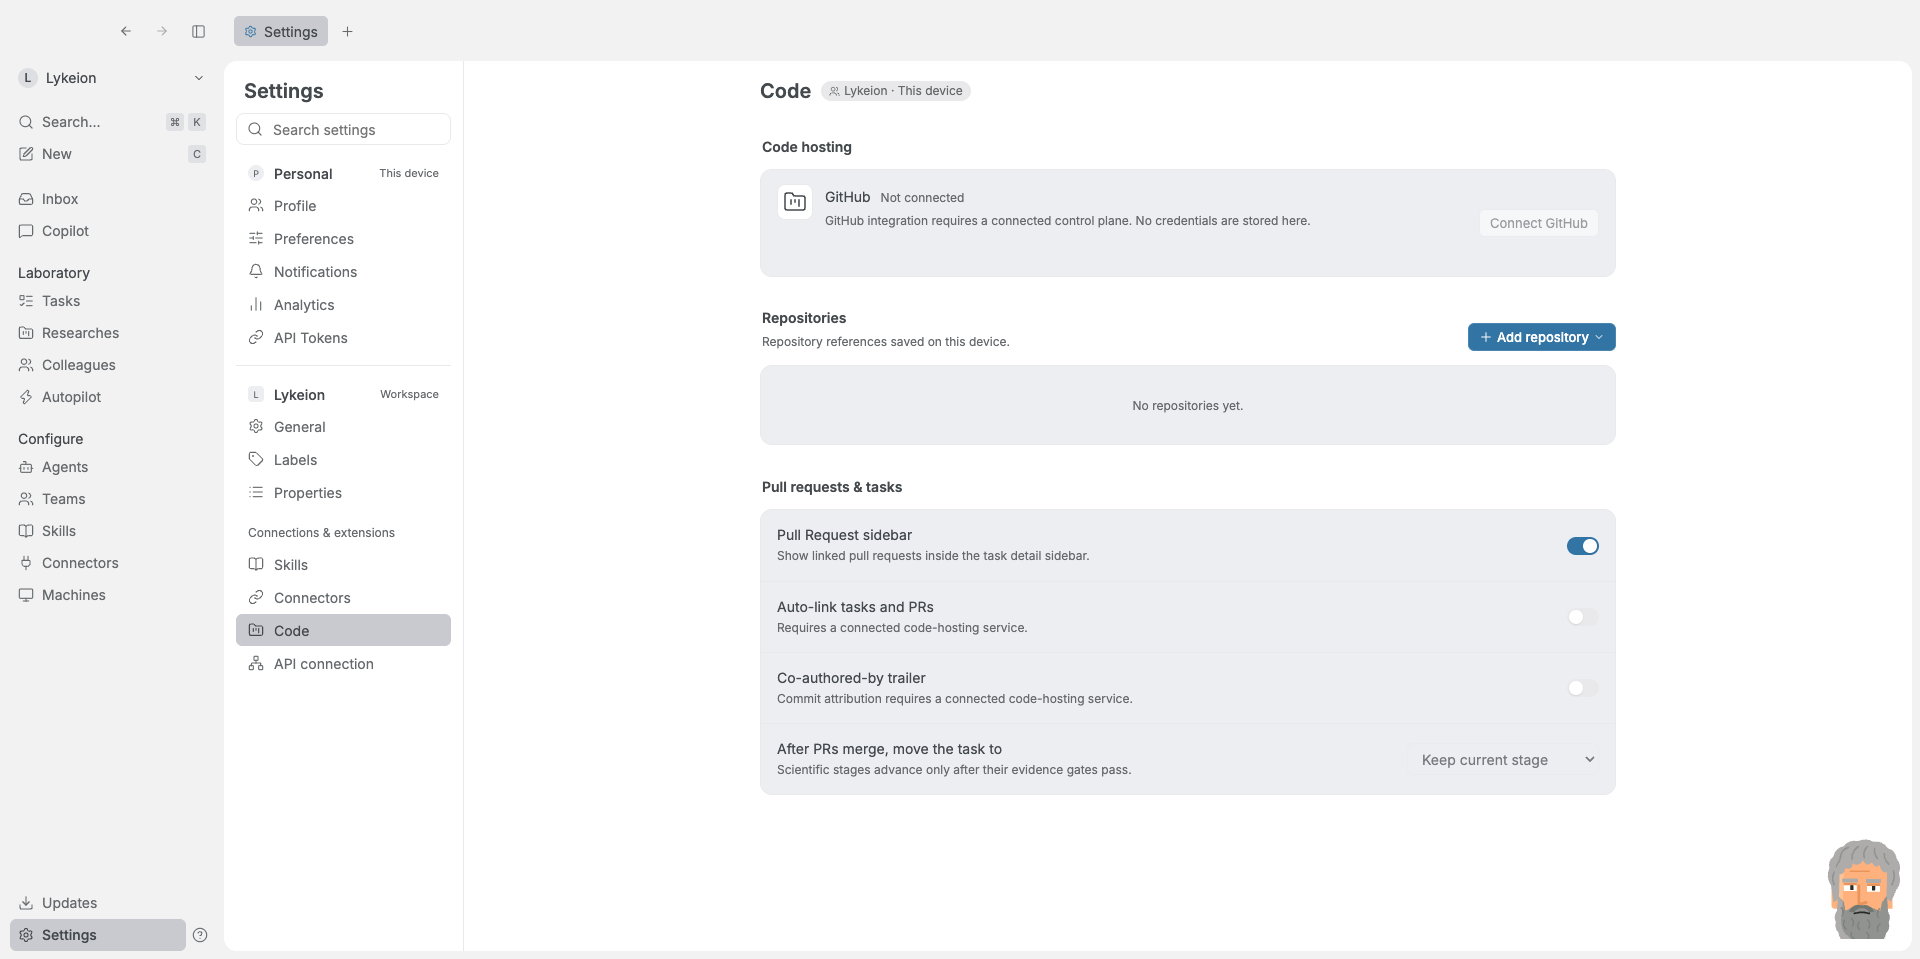 Settings
L Lykeion
Search... ⌘ K
New C
Inbox
Copilot
Laboratory
Tasks
Researches
Colleagues
Autopilot
Configure
Agents
Teams
Skills
Connectors
Machines
Updates
Settings
Settings
Search settings
P Personal This device
Profile
Preferences
Notifications
Analytics
API Tokens
L Lykeion Workspace
General
Labels
Properties
Connections & extensions
Skills
Connectors
Code
API connection
Code Lykeion · This device
Code hosting
GitHub Not connected
GitHub integration requires a connected control plane. No credentials are stored here.
Connect GitHub
Repositories
Repository references saved on this device.
Add repository
No repositories yet.
Pull requests & tasks
Pull Request sidebar
Show linked pull requests inside the task detail sidebar.
Auto-link tasks and PRs
Requires a connected code-hosting service.
Co-authored-by trailer
Commit attribution requires a connected code-hosting service.
After PRs merge, move the task to
Scientific stages advance only after their evidence gates pass.
Keep current stage